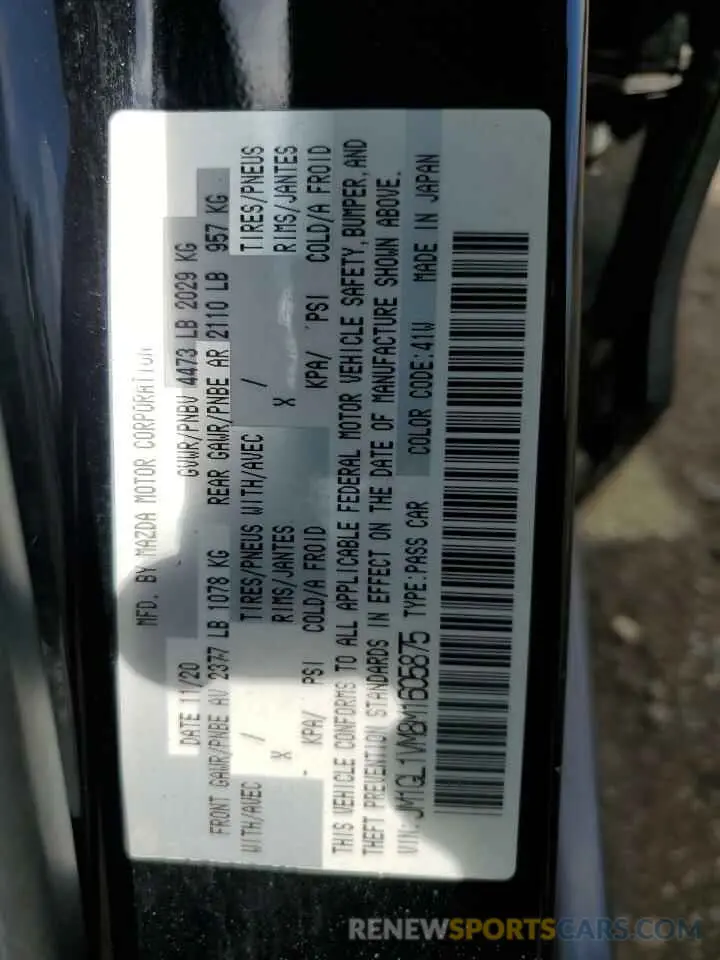 MFD. BY MAZDA MOTOR CORPORATION
DATE 11/20 GVWR/PNBV 4473 LB 2029 KG
FRONT GAWR/PNBE AV 2377 LB 1078 KG REAR GAWR/PNBE AR 2110 LB 957 KG
WITH/AVEC / TIRES/PNEUS WITH/AVEC / TIRES/PNEUS
X RIMS/JANTES X RIMS/JANTES
- KPA/ PSI COLD/A FROID KPA/ PSI COLD/A FROID
THIS VEHICLE CONFORMS TO ALL APPLICABLE FEDERAL MOTOR VEHICLE SAFETY,BUMPER,AND
THEFT PREVENTION STANDARDS IN EFFECT ON THE DATE OF MANUFACTURE SHOWN ABOVE.
VIN:JM1GL1VM8M1605875 TYPE:PASS CAR COLOR CODE:41W MADE IN JAPAN
RENEWSPORTSCARS.COM